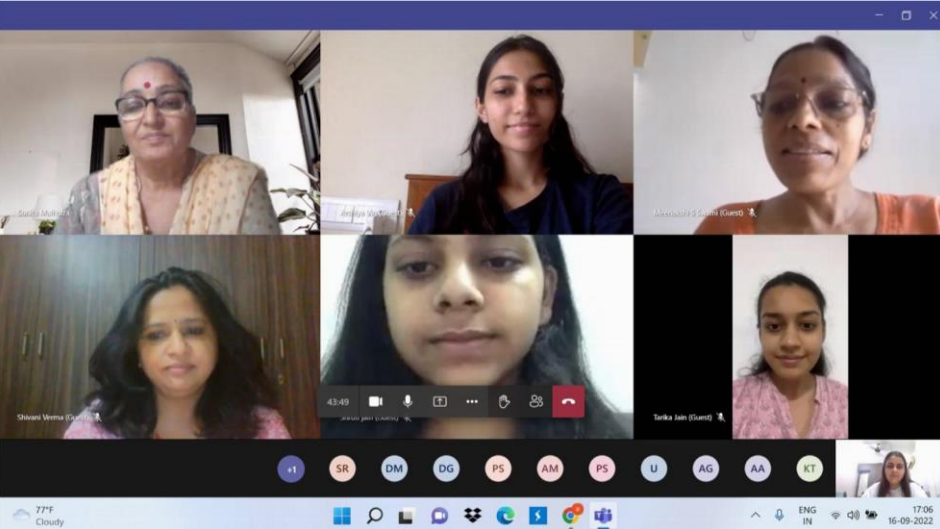 Shivani Verma (Guest)
Tarika Jain (Guest)
43:49
+1
SR
DM
DG
PS
AM
PS
U
AG
AA
KT
77°F
Cloudy
ENG
IN
17:06
16-09-2022